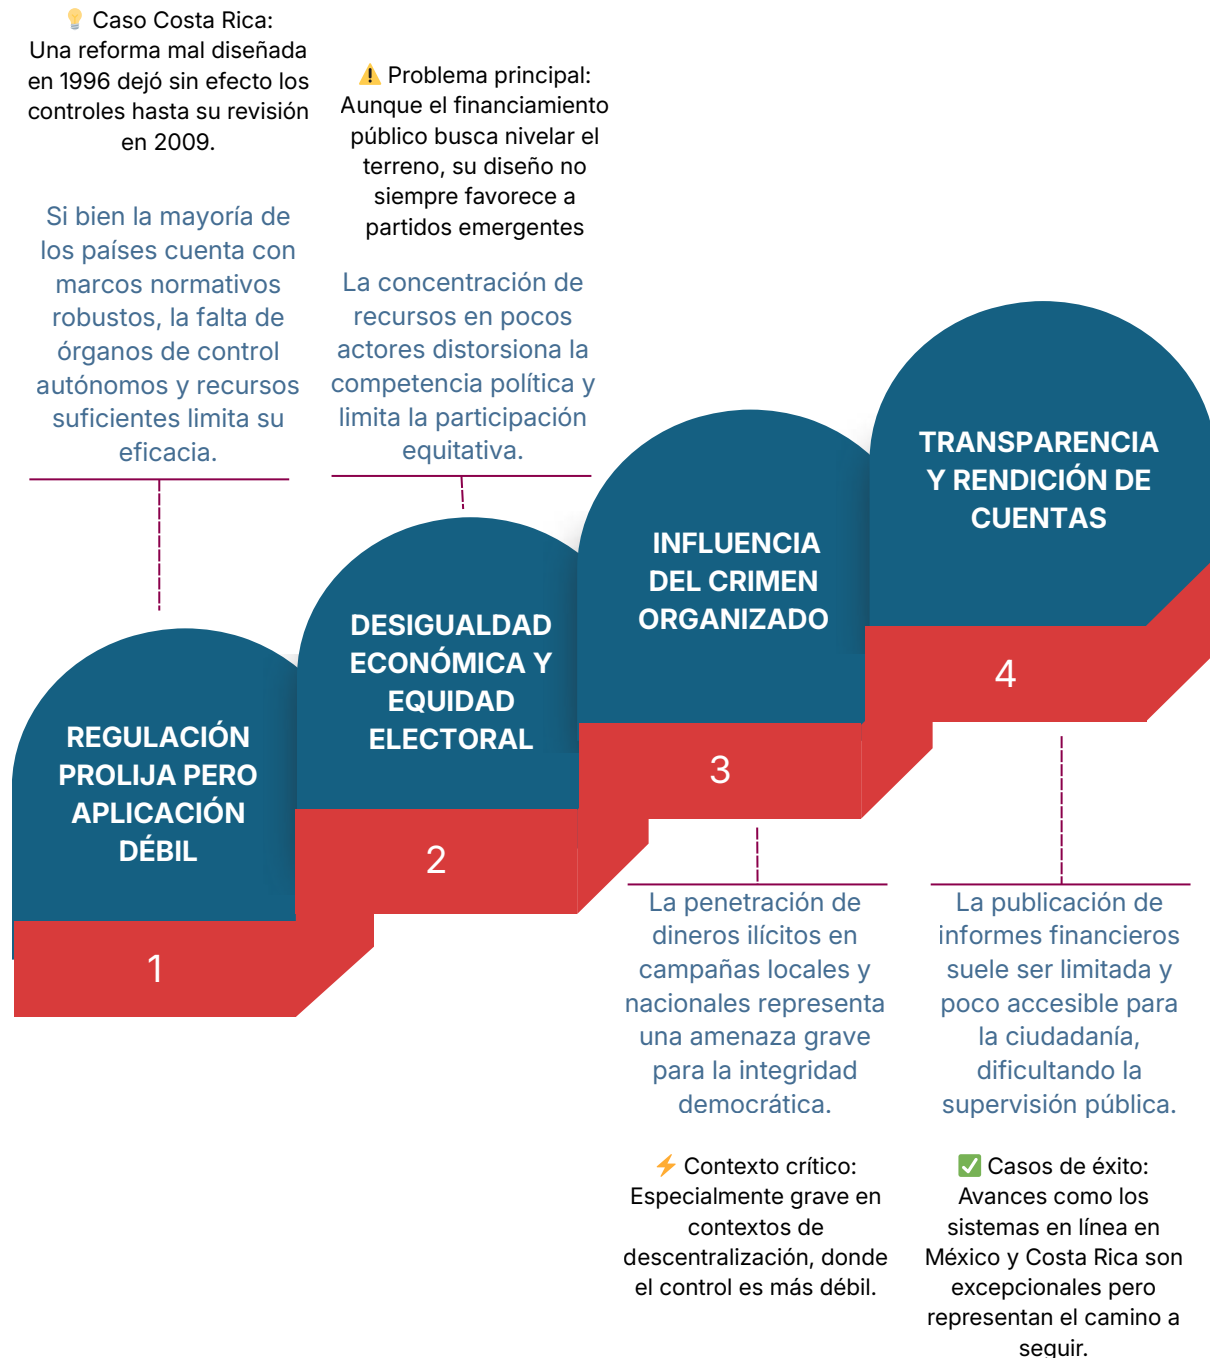 💡 Caso Costa Rica:
Una reforma mal diseñada
en 1996 dejó sin efecto los
controles hasta su revisión
en 2009.
Si bien la mayoría de
los países cuenta con
marcos normativos
robustos, la falta de
órganos de control
autónomos y recursos
suficientes limita su
eficacia.
REGULACIÓN
PROLIJA PERO
APLICACIÓN
DÉBIL
1
⚠️ Problema principal:
Aunque el financiamiento
público busca nivelar el
terreno, su diseño no
siempre favorece a
partidos emergentes
La concentración de
recursos en pocos
actores distorsiona la
competencia política y
limita la participación
equitativa.
DESIGUALDAD
ECONÓMICA Y
EQUIDAD
ELECTORAL
2
INFLUENCIA
DEL CRIMEN
ORGANIZADO
3
La penetración de
dineros ilícitos en
campañas locales y
nacionales representa
una amenaza grave
para la integridad
democrática.
⚡ Contexto crítico:
Especialmente grave en
contextos de
descentralización, donde
el control es más débil.
TRANSPARENCIA
Y RENDICIÓN DE
CUENTAS
4
La publicación de
informes financieros
suele ser limitada y
poco accesible para
la ciudadanía,
dificultando la
supervisión pública.
✅ Casos de éxito:
Avances como los
sistemas en línea en
México y Costa Rica son
excepcionales pero
representan el camino a
seguir.